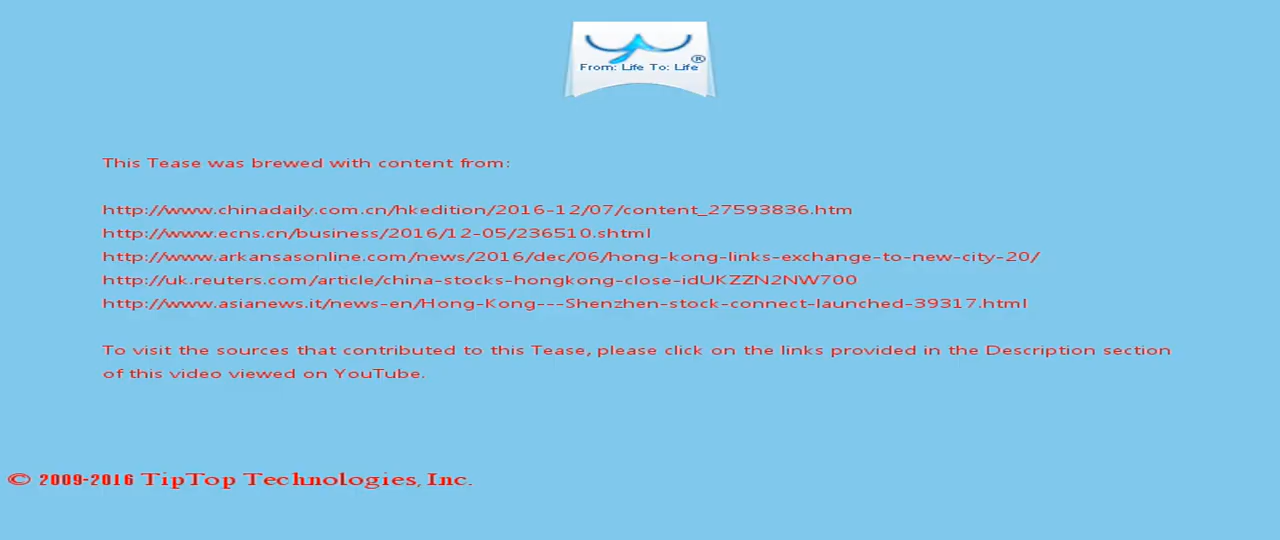 From: Life To: Life®
This Tease was brewed with content from:
http://www.chinadaily.com.cn/hkedition/2016-12/07/content_27593836.htm
http://www.ecns.cn/business/2016/12-05/236510.shtml
http://www.arkansasonline.com/news/2016/dec/06/hong-kong-links-exchange-to-new-city-20/
http://uk.reuters.com/article/china-stocks-hongkong-close-idUKZZN2NW700
http://www.asianews.it/news-en/Hong-Kong---Shenzhen-stock-connect-launched-39317.html
To visit the sources that contributed to this Tease, please click on the links provided in the Description section
of this video viewed on YouTube.
© 2009-2016 TipTop Technologies, Inc.